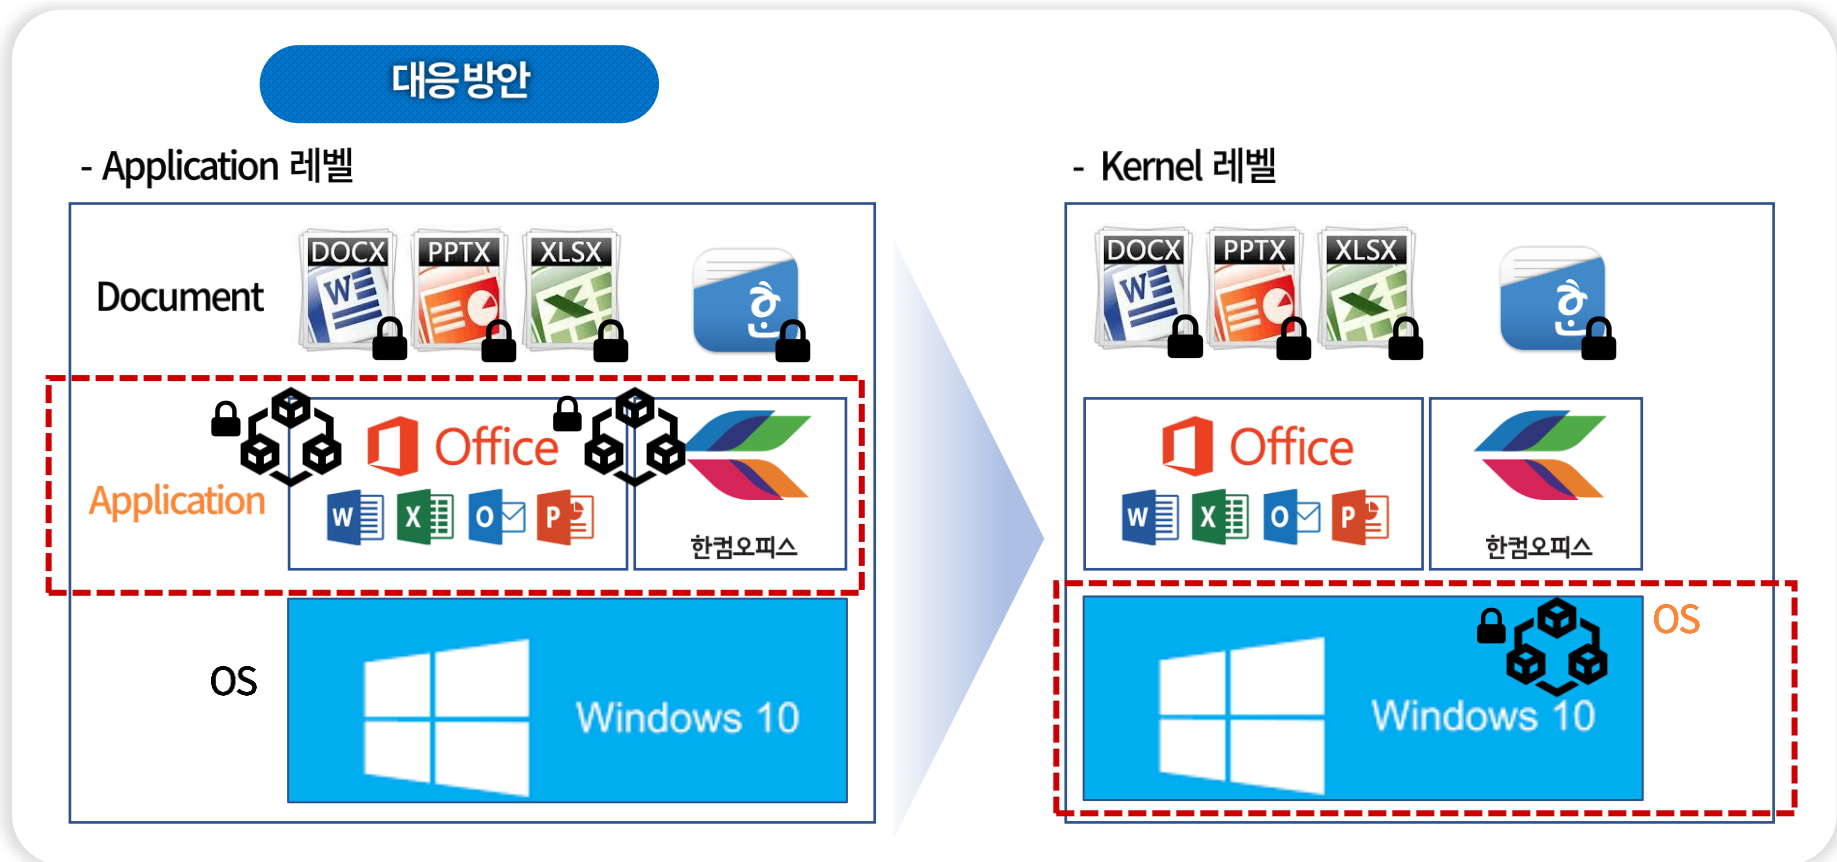 대응 방안
- Application 레벨
Document
DOCX
PPTX
XLSX
W
Application
Office
W
X
O
P
한컴오피스
OS
Windows 10
- Kernel 레벨
DOCX
PPTX
XLSX
W
Office
W
X
O
P
한컴오피스
OS
Windows 10